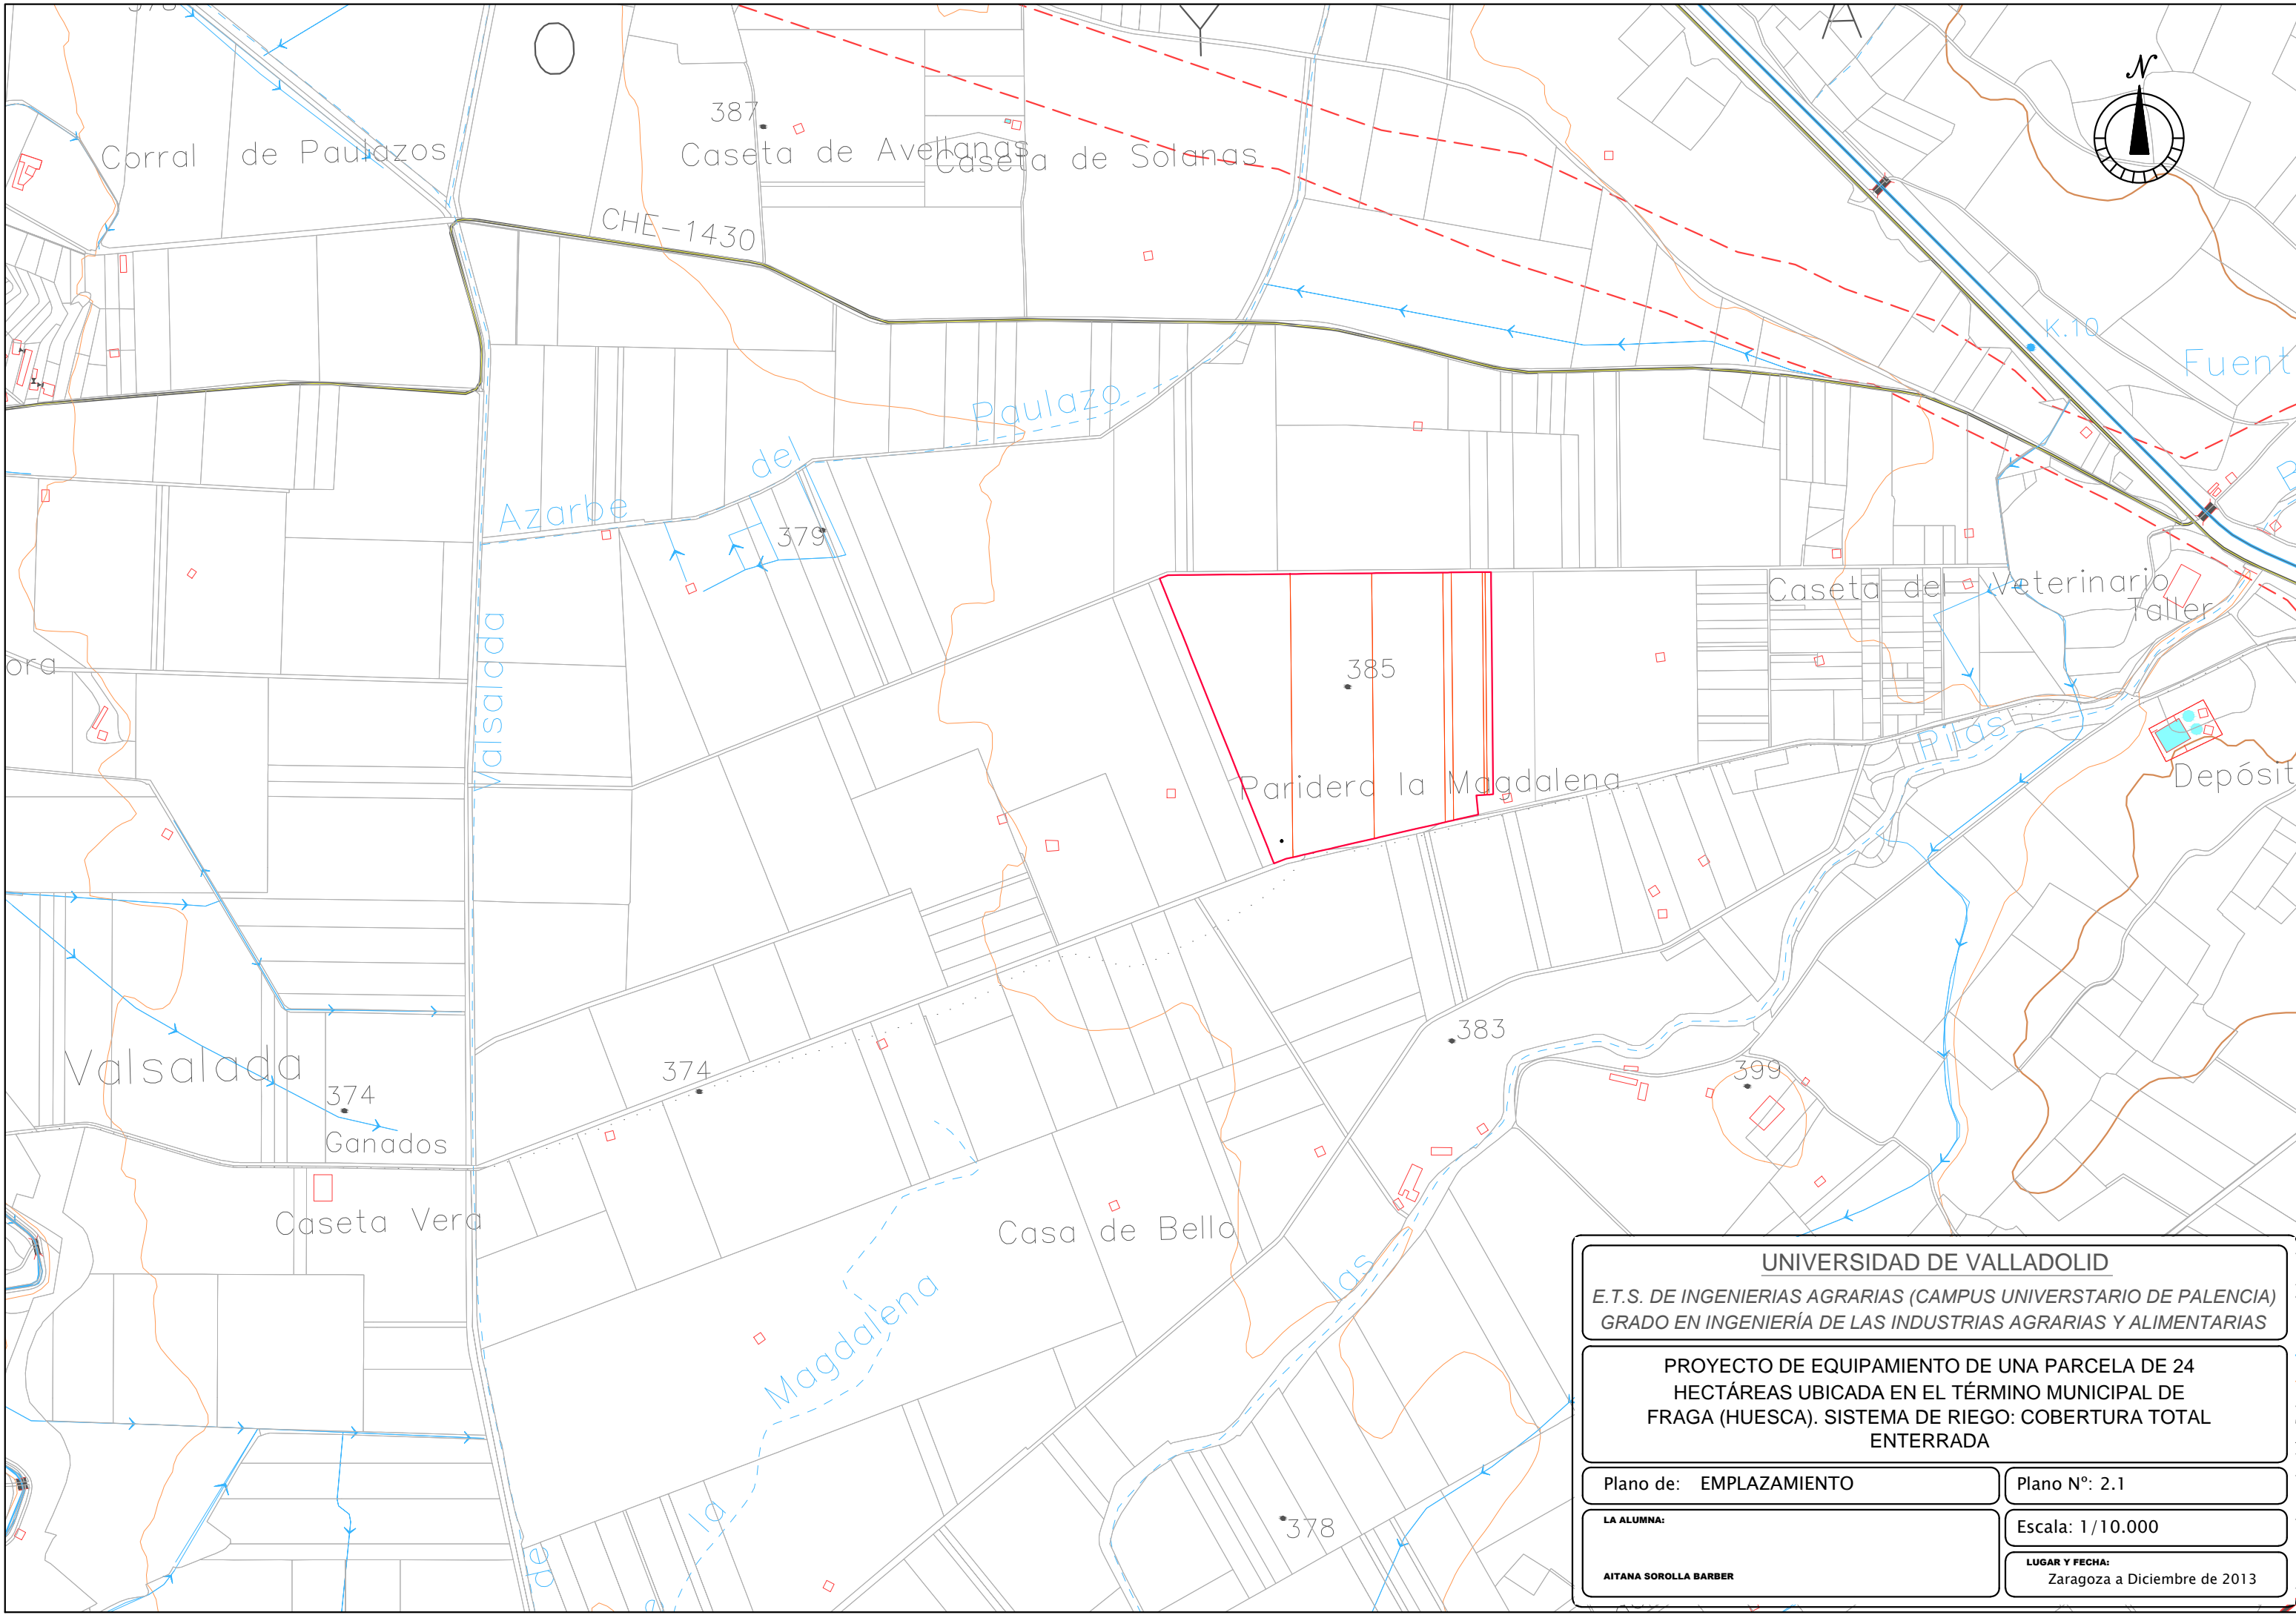 N
387
Corral de Paulazos
Caseta de Avellanas
Caseta de Solanas
CHE-1430
K.10
Fuent
Azarbe del Paulazo
379
Caseta del Veterinario
Taller
ora
Valsalada
385
Paridera la Magdalena
Pilas
Depósit
383
Valsalada
374
374
399
Ganados
Caseta Vera
Casa de Bello
las
Magdalena
la
de
378
UNIVERSIDAD DE VALLADOLID
E.T.S. DE INGENIERIAS AGRARIAS (CAMPUS UNIVERSTARIO DE PALENCIA)
GRADO EN INGENIERÍA DE LAS INDUSTRIAS AGRARIAS Y ALIMENTARIAS
PROYECTO DE EQUIPAMIENTO DE UNA PARCELA DE 24
HECTÁREAS UBICADA EN EL TÉRMINO MUNICIPAL DE
FRAGA (HUESCA). SISTEMA DE RIEGO: COBERTURA TOTAL
ENTERRADA
Plano de: EMPLAZAMIENTO
Plano Nº: 2.1
LA ALUMNA:
Escala: 1/10.000
AITANA SOROLLA BARBER
LUGAR Y FECHA:
Zaragoza a Diciembre de 2013